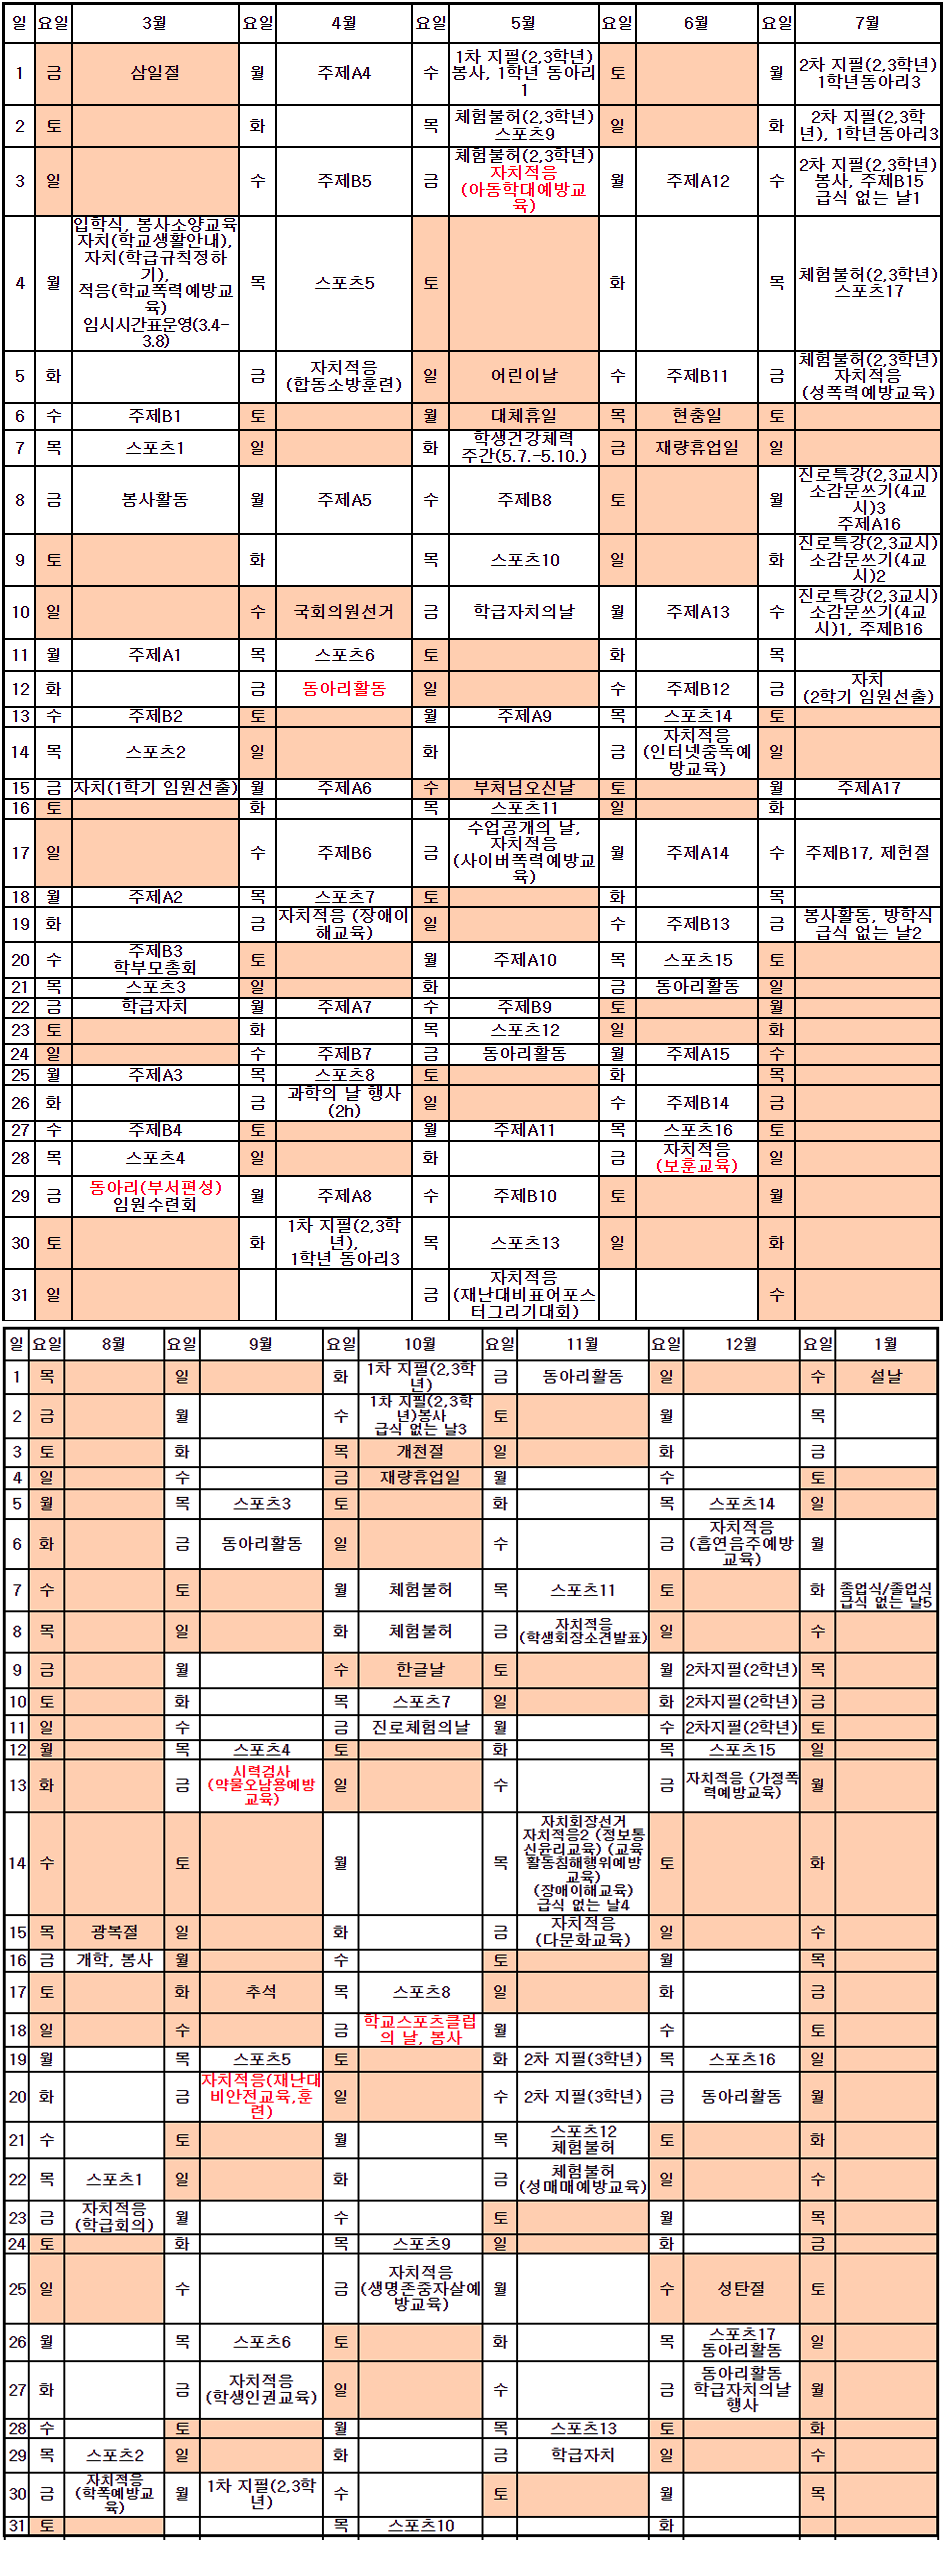 일 요일 3월 요일 4월 요일 5월 요일 6월 요일 7월
1 금 삼일절 월 주제A4 수 1차 지필(2,3학년) 봉사, 1학년 동아리 1 토 월 2차 지필(2,3학년) 1학년동아리3
2 토 화 목 체험불허(2,3학년) 스포츠9 일 화 2차 지필(2,3학년), 1학년동아리3
3 일 수 주제B5 금 체험불허(2,3학년) 자치적응 (아동학대예방교육) 월 주제A12 수 2차 지필(2,3학년) 봉사, 주제B15 급식 없는 날1
4 월 입학식, 봉사소양교육 자치(학교생활안내), 자치(학급규칙정하기), 적응(학교폭력예방교육) 임시시간표운영(3.4-3.8) 목 스포츠5 토 화 목 체험불허(2,3학년) 스포츠17
5 화 금 자치적응 (합동소방훈련) 일 어린이날 수 주제B11 금 체험불허(2,3학년) 자치적응 (성폭력예방교육)
6 수 주제B1 토 월 대체휴일 목 현충일 토
7 목 스포츠1 일 화 학생건강체력 주간(5.7.-5.10.) 금 재량휴업일 일
8 금 봉사활동 월 주제A5 수 주제B8 토 월 진로특강(2,3교시) 소감문쓰기(4교시)3 주제A16
9 토 화 목 스포츠10 일 화 진로특강(2,3교시) 소감문쓰기(4교시)2
10 일 수 국회의원선거 금 학급자치의날 월 주제A13 수 진로특강(2,3교시) 소감문쓰기(4교시)1, 주제B16
11 월 주제A1 목 스포츠6 토 화 목
12 화 금 동아리활동 일 수 주제B12 금 자치 (2학기 임원선출)
13 수 주제B2 토 월 주제A9 목 스포츠14 토
14 목 스포츠2 일 화 금 자치적응 (인터넷중독예방교육) 일
15 금 자치(1학기 임원선출) 월 주제A6 수 부처님오신날 토 월 주제A17
16 토 화 목 스포츠11 일 화
17 일 수 주제B6 금 수업공개의 날, 자치적응 (사이버폭력예방교육) 월 주제A14 수 주제B17, 제헌절
18 월 주제A2 목 스포츠7 토 화 목
19 화 금 자치적응 (장애이해교육) 일 수 주제B13 금 봉사활동, 방학식 급식 없는 날2
20 수 주제B3 학부모총회 토 월 주제A10 목 스포츠15 토
21 목 스포츠3 일 화 금 동아리활동 일
22 금 학급자치 월 주제A7 수 주제B9 토 월
23 토 화 목 스포츠12 일 화
24 일 수 주제B7 금 동아리활동 월 주제A15 수
25 월 주제A3 목 스포츠8 토 화 목
26 화 금 과학의 날 행사 (2h) 일 수 주제B14 금
27 수 주제B4 토 월 주제A11 목 스포츠16 토
28 목 스포츠4 일 화 금 자치적응 (보훈교육) 일
29 금 동아리(부서편성) 임원수련회 월 주제A8 수 주제B10 토 월
30 토 화 1차 지필(2,3학년), 1학년 동아리3 목 스포츠13 일 화
31 일 금 자치적응 (재난대비표어포스터그리기대회) 수
일 요일 8월 요일 9월 요일 10월 요일 11월 요일 12월 요일 1월
1 목 일 화 1차 지필(2,3학년) 금 동아리활동 일 수 설날
2 금 월 수 1차 지필(2,3학년)봉사 급식 없는 날3 토 월 목
3 토 화 목 개천절 일 화 금
4 일 수 금 재량휴업일 월 수 토
5 월 목 스포츠3 토 화 목 스포츠14 일
6 화 금 동아리활동 일 수 금 자치적응 (흡연음주예방교육) 월
7 수 토 월 체험불허 목 스포츠11 토 화 종업식/졸업식 급식 없는 날5
8 목 일 화 체험불허 금 자치적응 (학생회장소견발표) 일 수
9 금 월 수 한글날 토 월 2차지필(2학년) 목
10 토 화 목 스포츠7 일 화 2차지필(2학년) 금
11 일 수 금 진로체험의날 월 수 2차지필(2학년) 토
12 월 목 스포츠4 토 화 목 스포츠15 일
13 화 금 시력검사 (약물오남용예방교육) 일 수 금 자치적응 (가정폭력예방교육) 월
14 수 토 월 목 자치회장선거 자치적응2 (정보통신윤리교육) (교육활동침해행위예방교육) (장애이해교육) 급식 없는 날4 토 화
15 목 광복절 일 화 금 자치적응 (다문화교육) 일 수
16 금 개학, 봉사 월 수 토 월 목
17 토 화 추석 목 스포츠8 일 화 금
18 일 수 금 학교스포츠클럽의 날, 봉사 월 수 토
19 월 목 스포츠5 토 화 2차 지필(3학년) 목 스포츠16 일
20 화 금 자치적응(재난대비안전교육,훈련) 일 수 2차 지필(3학년) 금 동아리활동 월
21 수 토 월 목 스포츠12 체험불허 토 화
22 목 스포츠1 일 화 금 체험불허 (성매매예방교육) 일 수
23 금 자치적응 (학급회의) 월 수 토 월 목
24 토 화 목 스포츠9 일 화 금
25 일 수 금 자치적응 (생명존중자살예방교육) 월 수 성탄절 토
26 월 목 스포츠6 토 화 목 스포츠17 동아리활동 일
27 화 금 자치적응 (학생인권교육) 일 수 금 동아리활동 학급자치의날 행사 월
28 수 토 월 목 스포츠13 토 화
29 목 스포츠2 일 화 금 학급자치 일 수
30 금 자치적응 (학폭예방교육) 월 1차 지필(2,3학년) 수 토 월 목
31 토 목 스포츠10 화